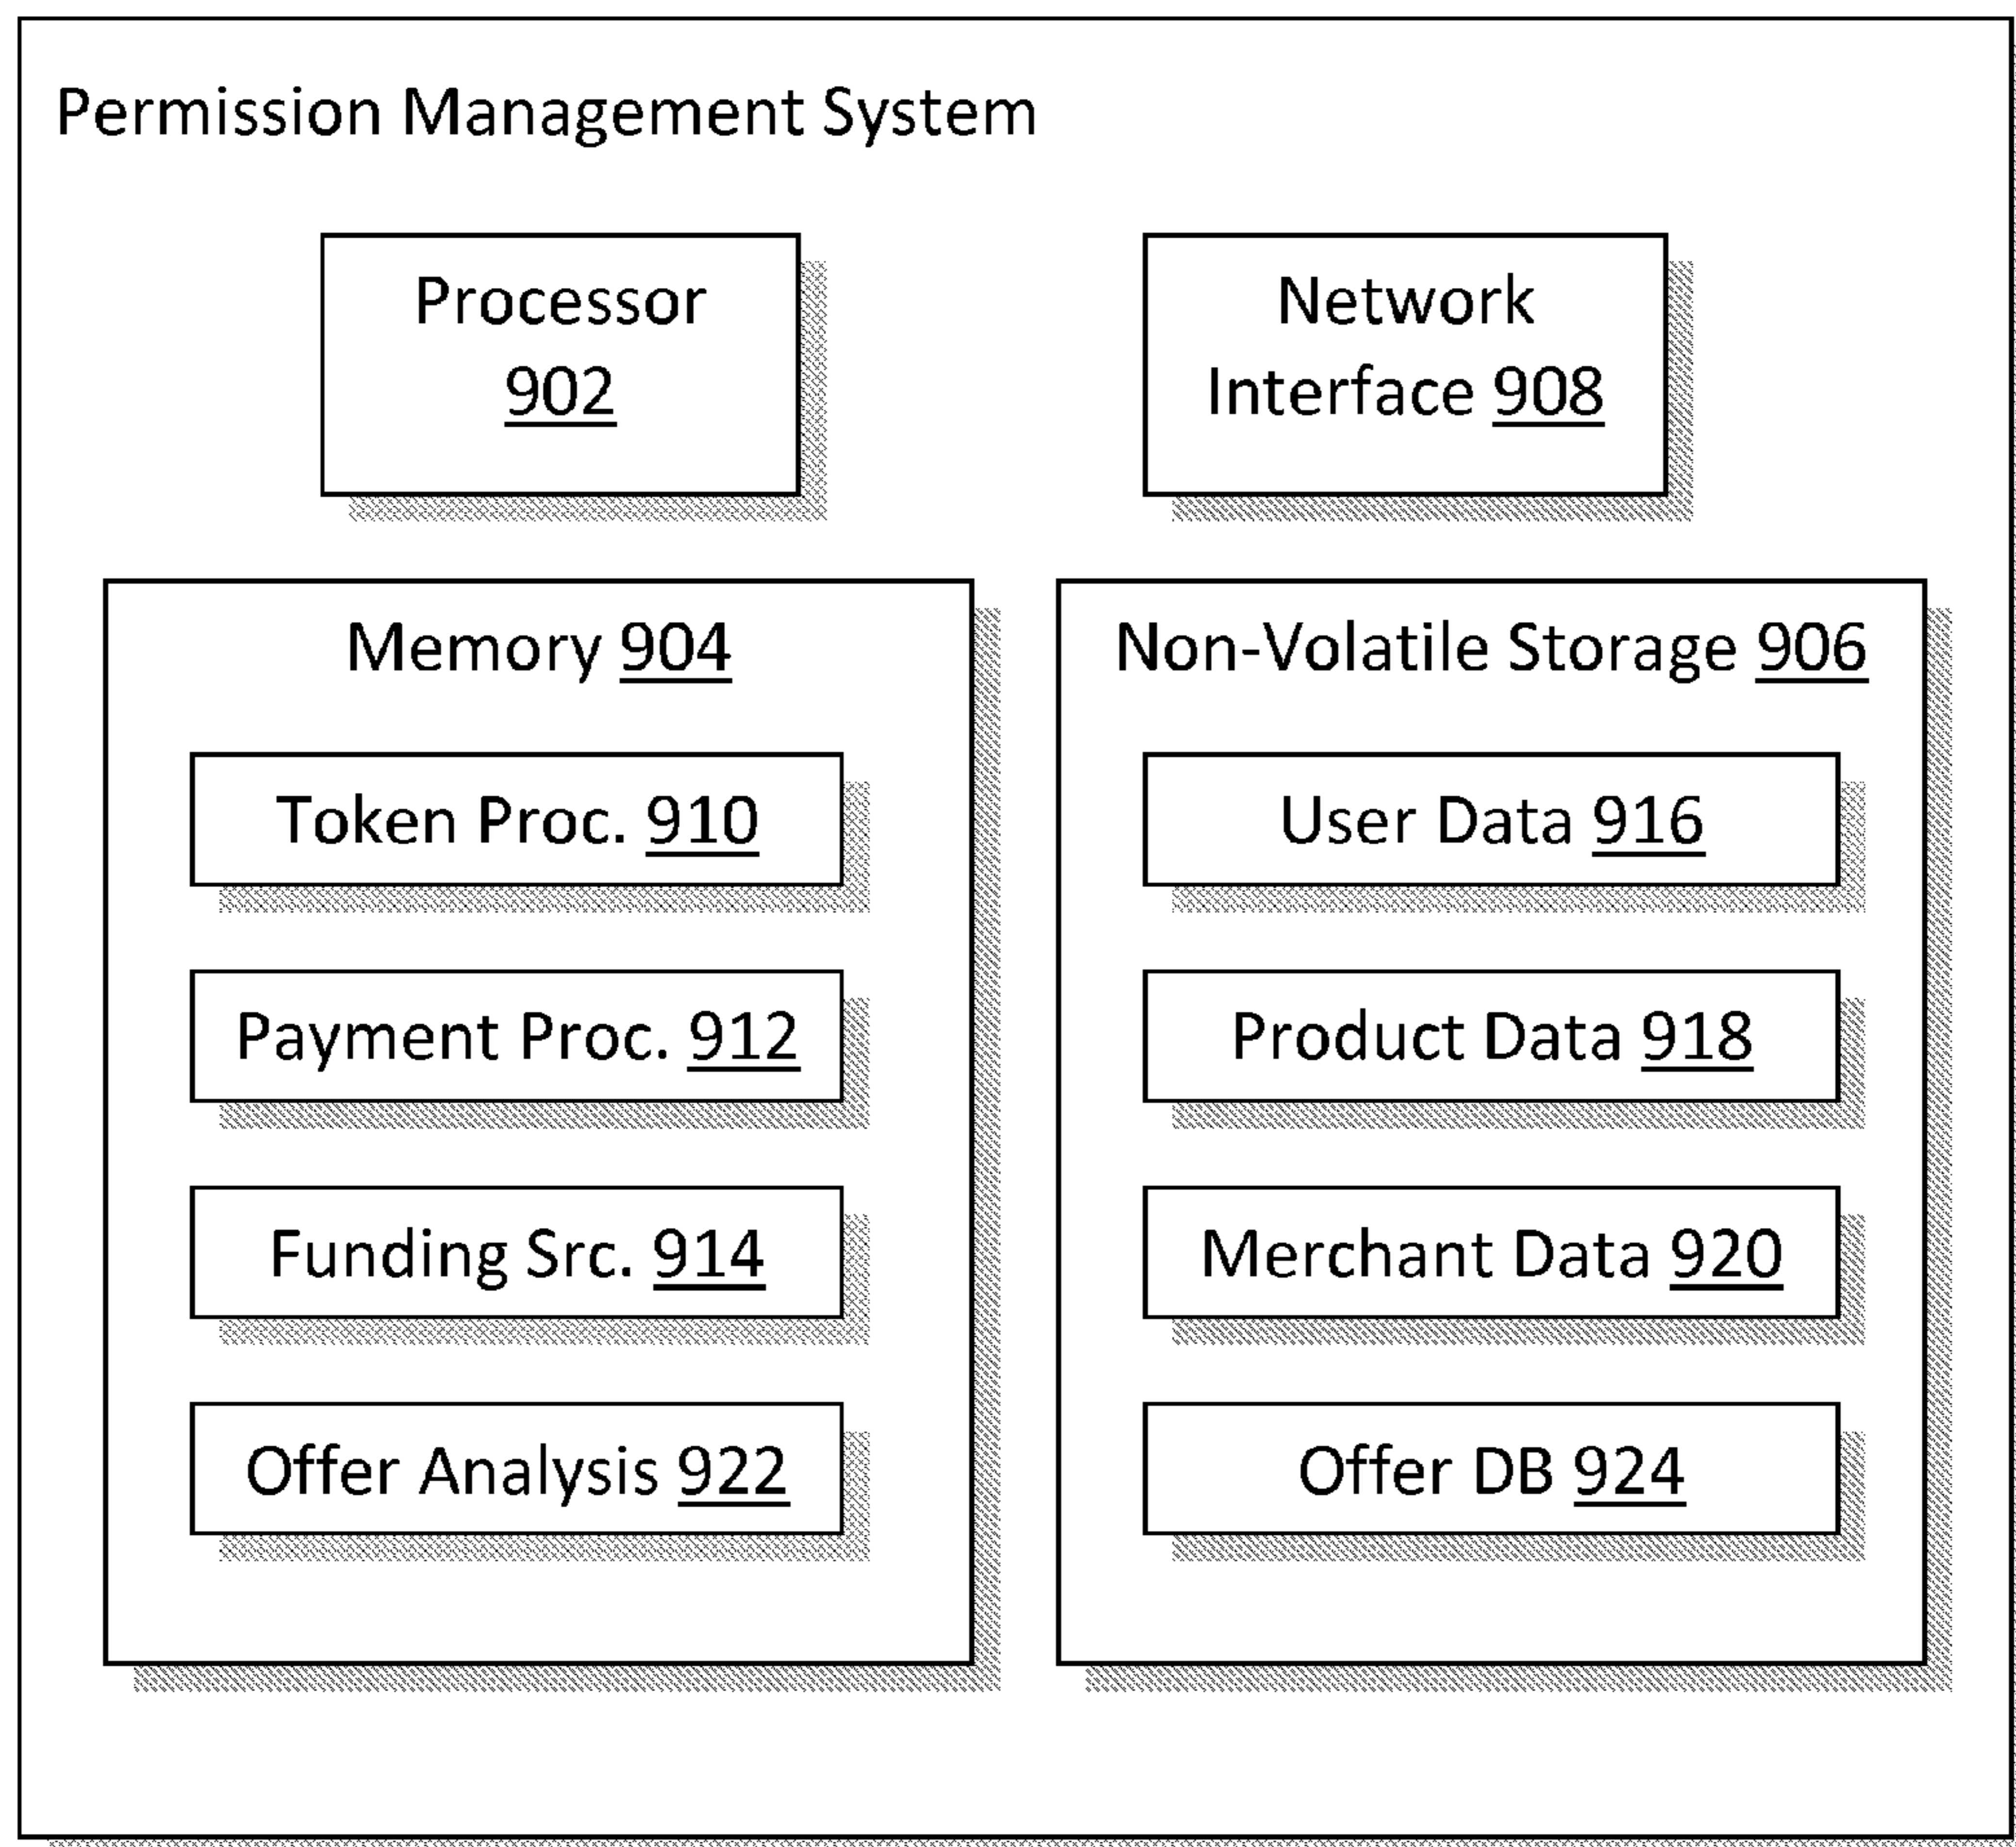 Permission Management System
Processor
902
Network
Interface 908
Memory 904
Token Proc. 910
Payment Proc. 912
Funding Src. 914
Offer Analysis 922
Non-Volatile Storage 906
User Data 916
Product Data 918
Merchant Data 920
Offer DB 924